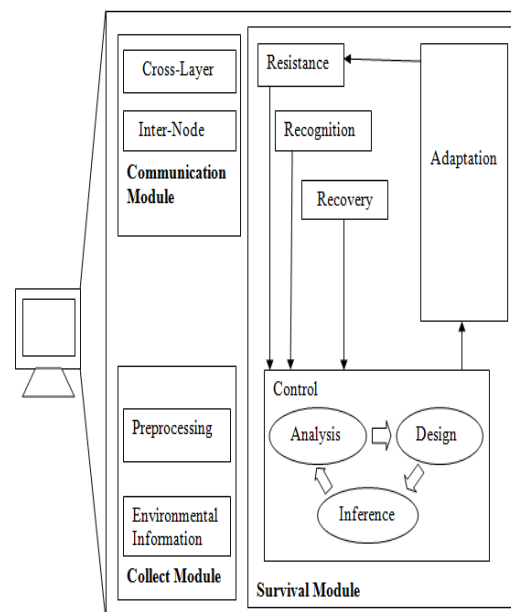 Cross-Layer
Inter-Node
Communication
Module
Preprocessing
Environmental
Information
Collect Module
Resistance
Recognition
Recovery
Adaptation
Control
Analysis
Design
Inference
Survival Module